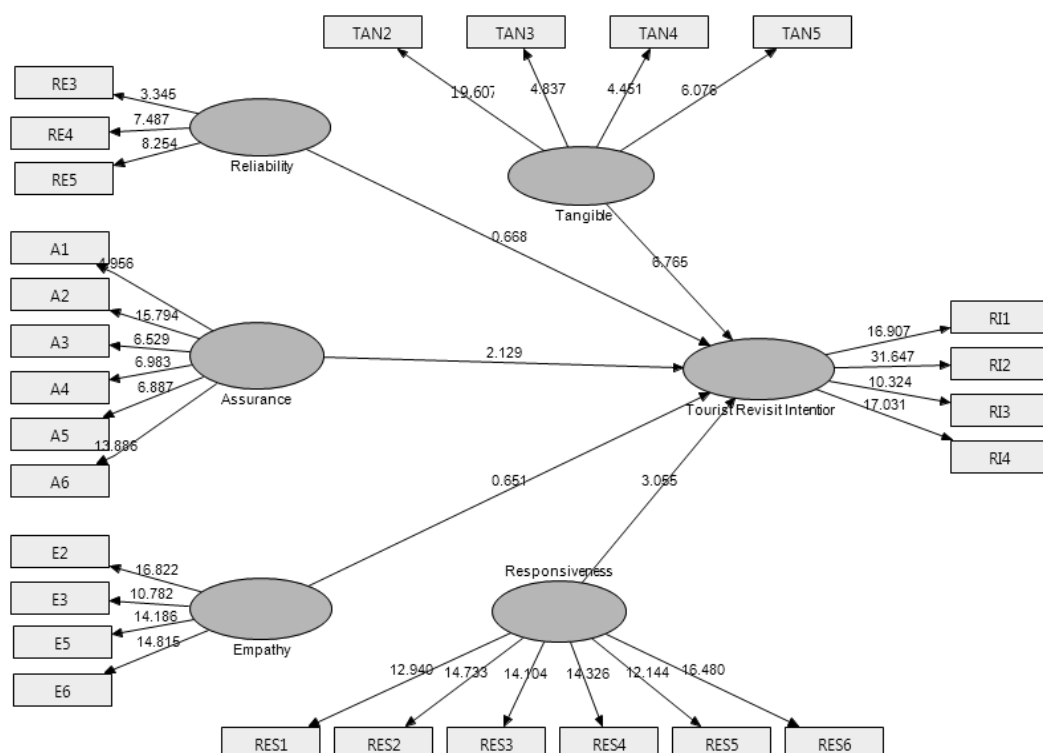 TAN2
TAN3
TAN4
TAN5
19.607
4.837
4.451
6.076
RE3
RE4
RE5
3.345
7.487
8.254
Reliability
Tangible
0.668
6.765
A1
A2
A3
A4
A5
A6
4.956
15.794
6.529
6.983
6.887
13.886
Assurance
2.129
Tourist Revisit Intentior
16.907
31.647
10.324
17.031
RI1
RI2
RI3
RI4
0.651
3.055
E2
E3
E5
E6
16.822
10.782
14.186
14.815
Empathy
Responsiveness
12.940
14.733
14.104
14.326
12.144
16.480
RES1
RES2
RES3
RES4
RES5
RES6